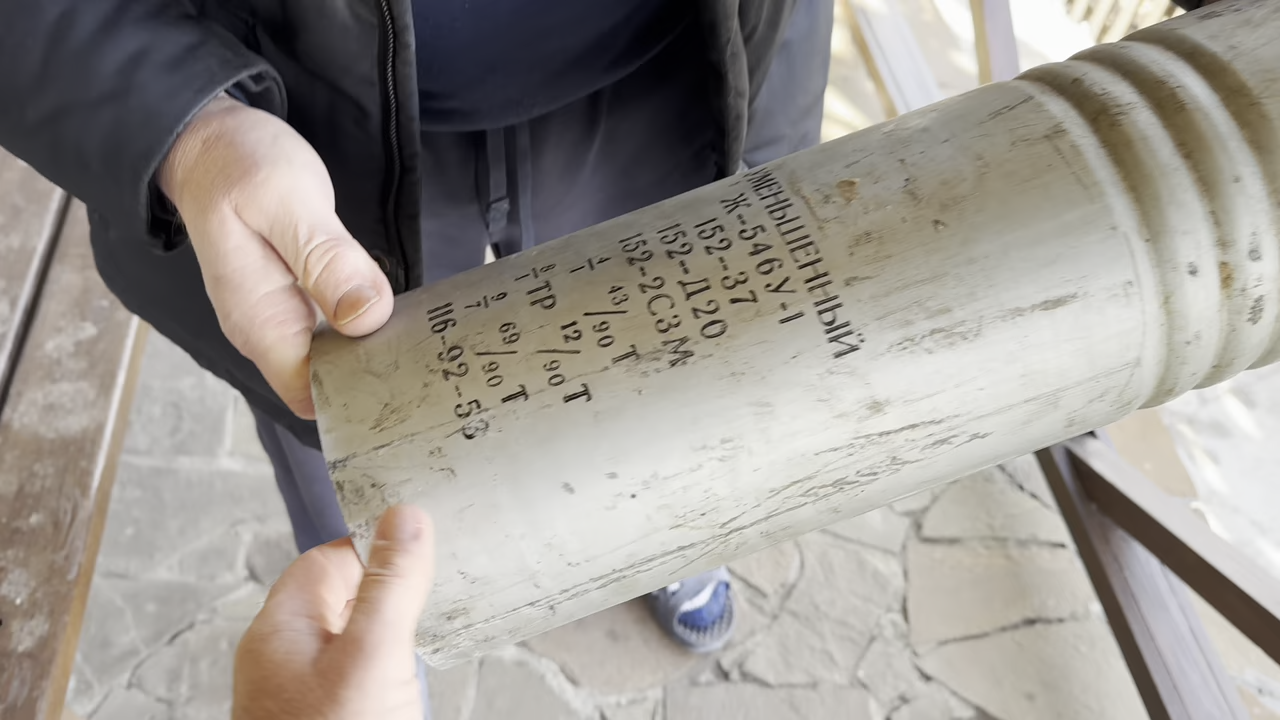 УМЕНЬШЕННЫЙ
Ж-546У-1
152-37
152-Д20
152-2С3М
4/1 43/90 Т
8/1 ТР 12/90 Т
9/7 69/90 Т
116-92-53